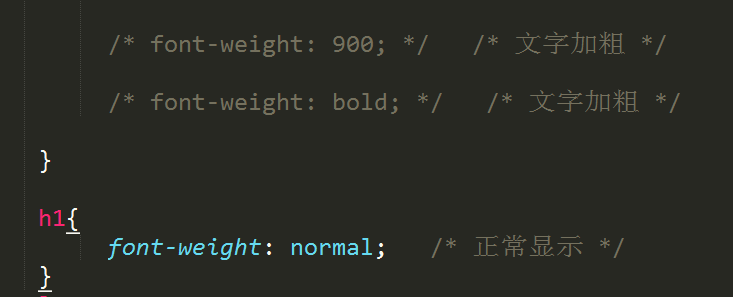 /* font-weight: 900; */   /* 文字加粗 */
/* font-weight: bold; */   /* 文字加粗 */
}
h1{
font-weight: normal;   /* 正常显示 */
}